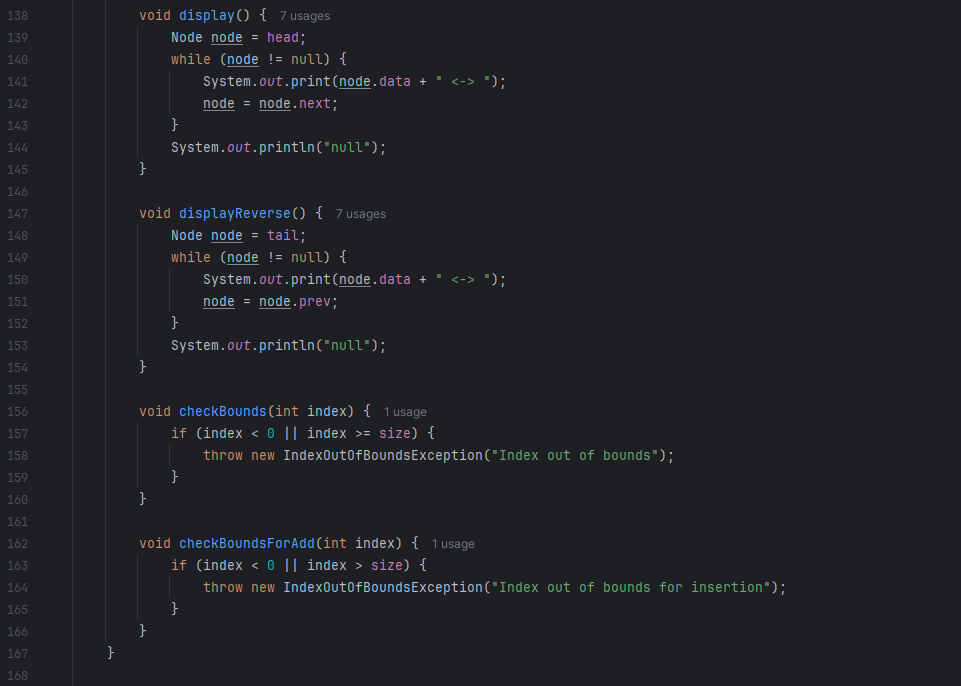 138 void display() { 7 usages
139 Node node = head;
140 while (node != null) {
141 System.out.print(node.data + " <-> ");
142 node = node.next;
143 }
144 System.out.println("null");
145 }
146
147 void displayReverse() { 7 usages
148 Node node = tail;
149 while (node != null) {
150 System.out.print(node.data + " <-> ");
151 node = node.prev;
152 }
153 System.out.println("null");
154 }
155
156 void checkBounds(int index) { 1 usage
157 if (index < 0 || index >= size) {
158 throw new IndexOutOfBoundsException("Index out of bounds");
159 }
160 }
161
162 void checkBoundsForAdd(int index) { 1 usage
163 if (index < 0 || index > size) {
164 throw new IndexOutOfBoundsException("Index out of bounds for insertion");
165 }
166 }
167 }
168